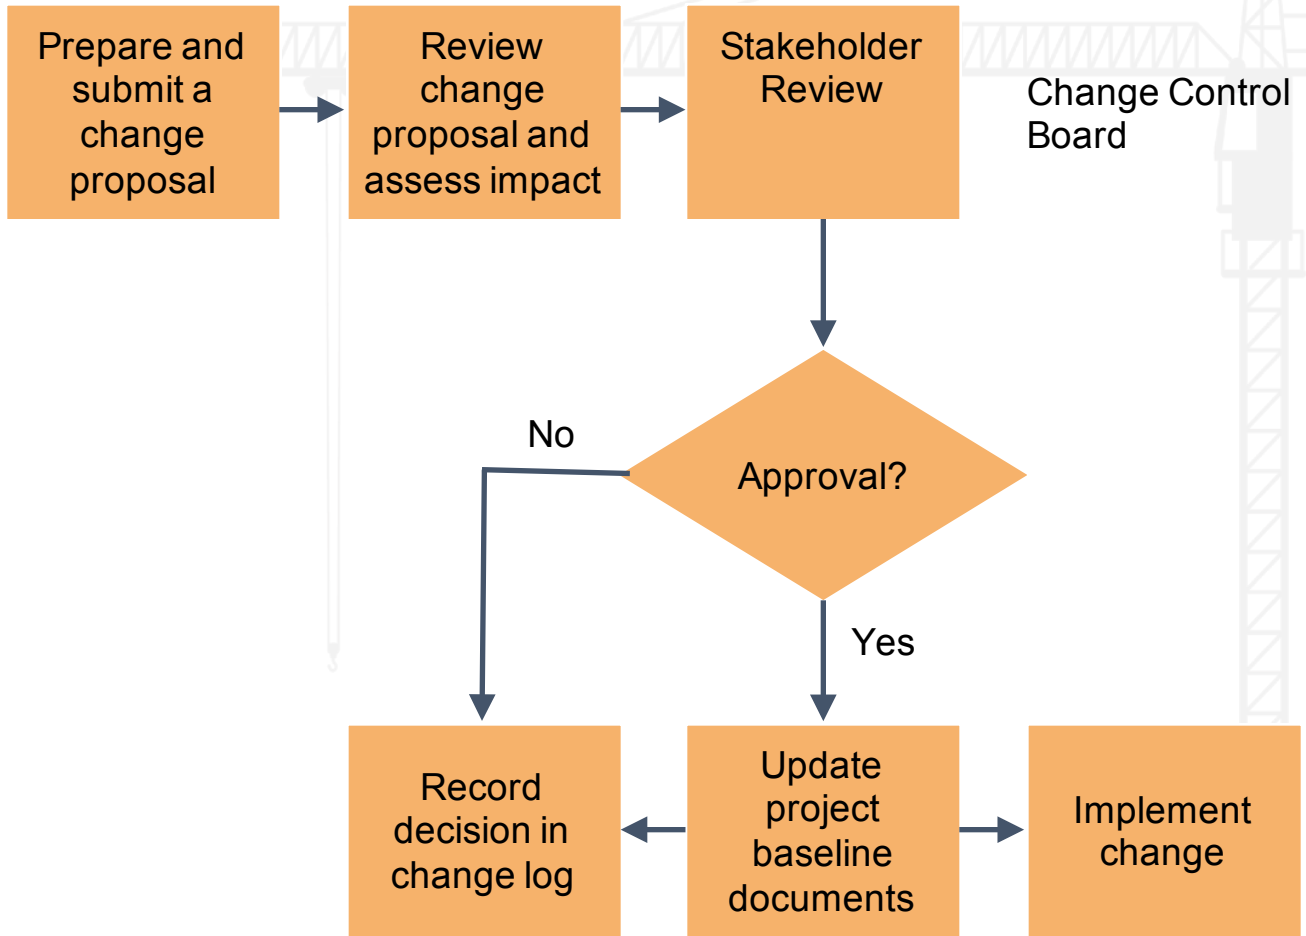 Prepare and
submit a
change
proposal
Review
change
proposal and
assess impact
Stakeholder
Review
Change Control
Board
Approval?
No
Yes
Record
decision in
change log
Update
project
baseline
documents
Implement
change